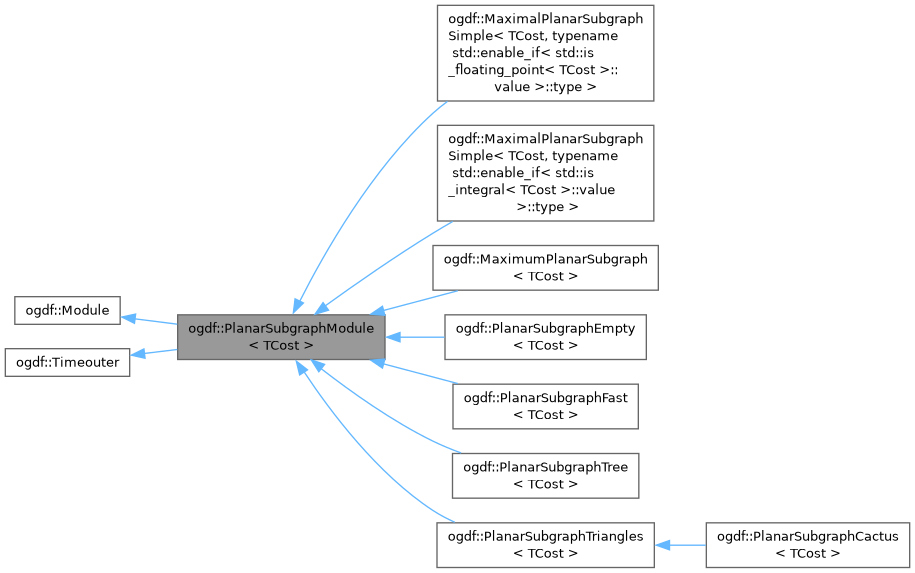 ogdf::MaximalPlanarSubgraph
Simple< TCost, typename
std::enable_if< std::is
_floating_point< TCost >::
value >::type >
ogdf::MaximalPlanarSubgraph
Simple< TCost, typename
std::enable_if< std::is
_integral< TCost >::value
>::type >
ogdf::MaximumPlanarSubgraph
< TCost >
ogdf::Module
ogdf::PlanarSubgraphModule
< TCost >
ogdf::PlanarSubgraphEmpty
< TCost >
ogdf::Timeouter
ogdf::PlanarSubgraphFast
< TCost >
ogdf::PlanarSubgraphTree
< TCost >
ogdf::PlanarSubgraphTriangles
< TCost >
ogdf::PlanarSubgraphCactus
< TCost >